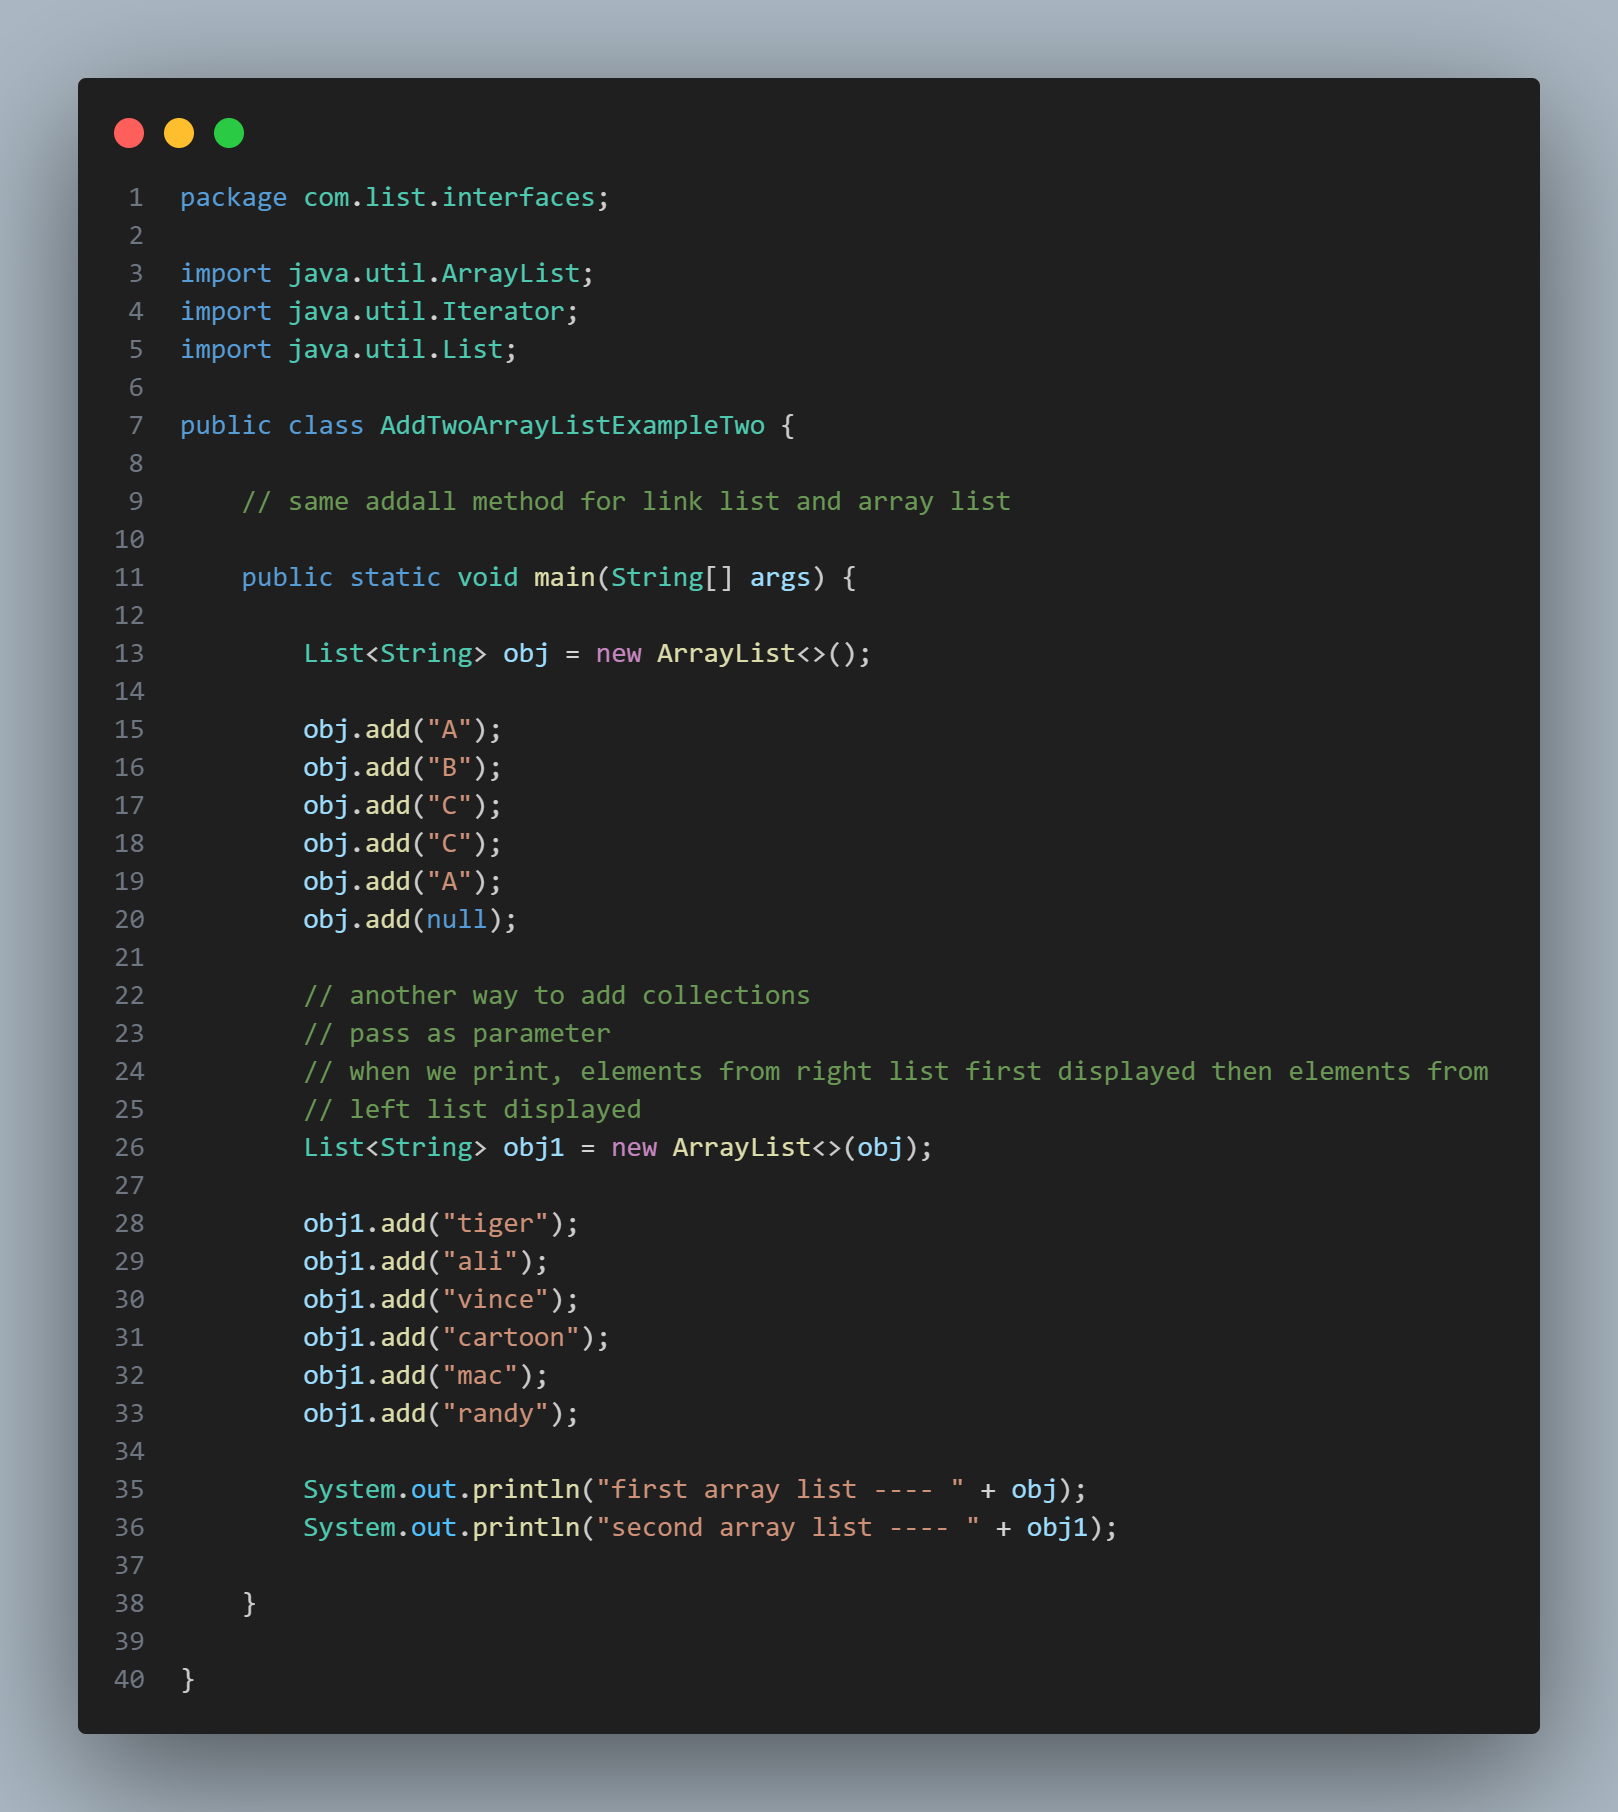 1 package com.list.interfaces;
2
3 import java.util.ArrayList;
4 import java.util.Iterator;
5 import java.util.List;
6
7 public class AddTwoArrayListExampleTwo {
8
9     // same addall method for link list and array list
10
11     public static void main(String[] args) {
12
13         List<String> obj = new ArrayList<>();
14
15         obj.add("A");
16         obj.add("B");
17         obj.add("C");
18         obj.add("C");
19         obj.add("A");
20         obj.add(null);
21
22         // another way to add collections
23         // pass as parameter
24         // when we print, elements from right list first displayed then elements from
25         // left list displayed
26         List<String> obj1 = new ArrayList<>(obj);
27
28         obj1.add("tiger");
29         obj1.add("ali");
30         obj1.add("vince");
31         obj1.add("cartoon");
32         obj1.add("mac");
33         obj1.add("randy");
34
35         System.out.println("first array list ---- " + obj);
36         System.out.println("second array list ---- " + obj1);
37
38     }
39
40 }